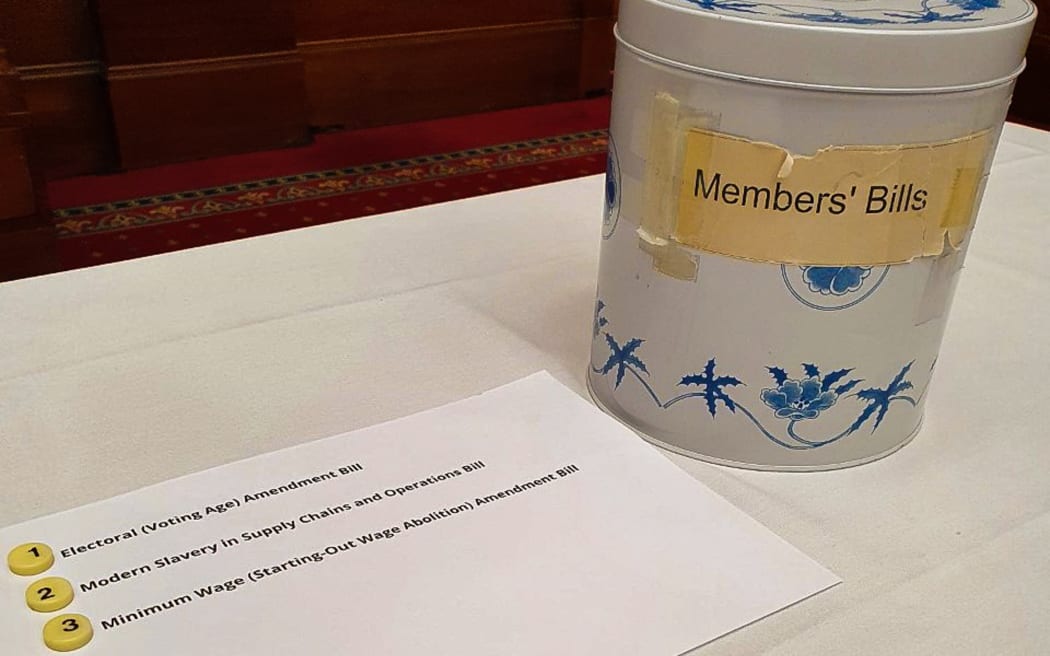 Members' Bills
1 Electoral (Voting Age) Amendment Bill
2 Modern Slavery in Supply Chains and Operations Bill
3 Minimum Wage (Starting-Out Wage Abolition) Amendment Bill